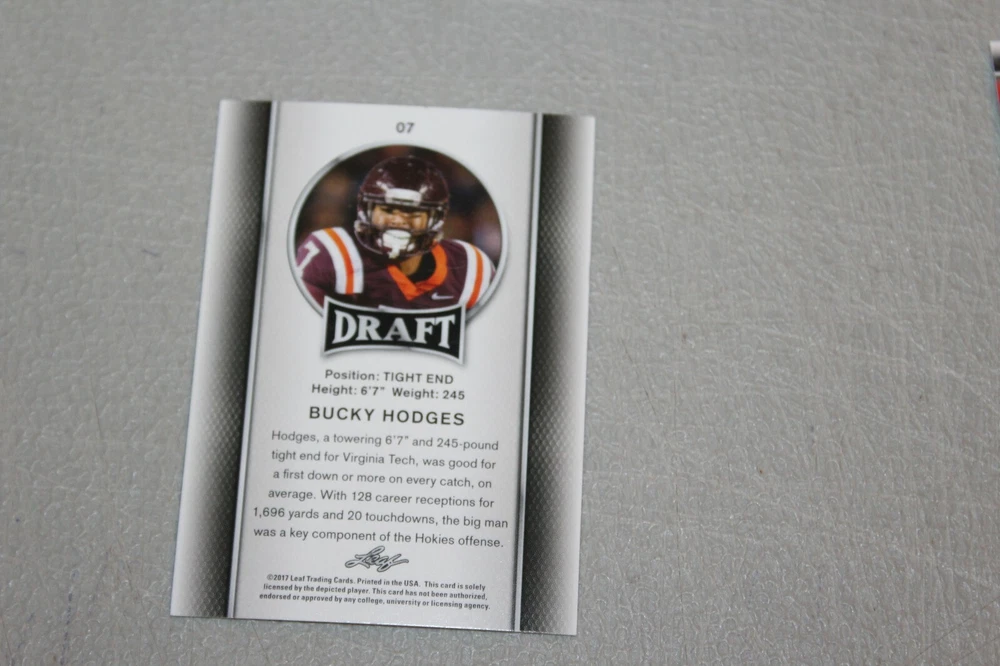 07
7
DRAFT
Position: TIGHT END
Height: 6'7" Weight: 245
BUCKY HODGES
Hodges, a towering 6'7" and 245-pound
tight end for Virginia Tech, was good for
a first down or more on every catch, on
average. With 128 career receptions for
1,696 yards and 20 touchdowns, the big man
was a key component of the Hokies offense.
Leaf
©2017 Leaf Trading Cards. Printed in the USA. This card is solely
licensed by the depicted player. This card has not been authorized,
endorsed or approved by any college, university or licensing agency.